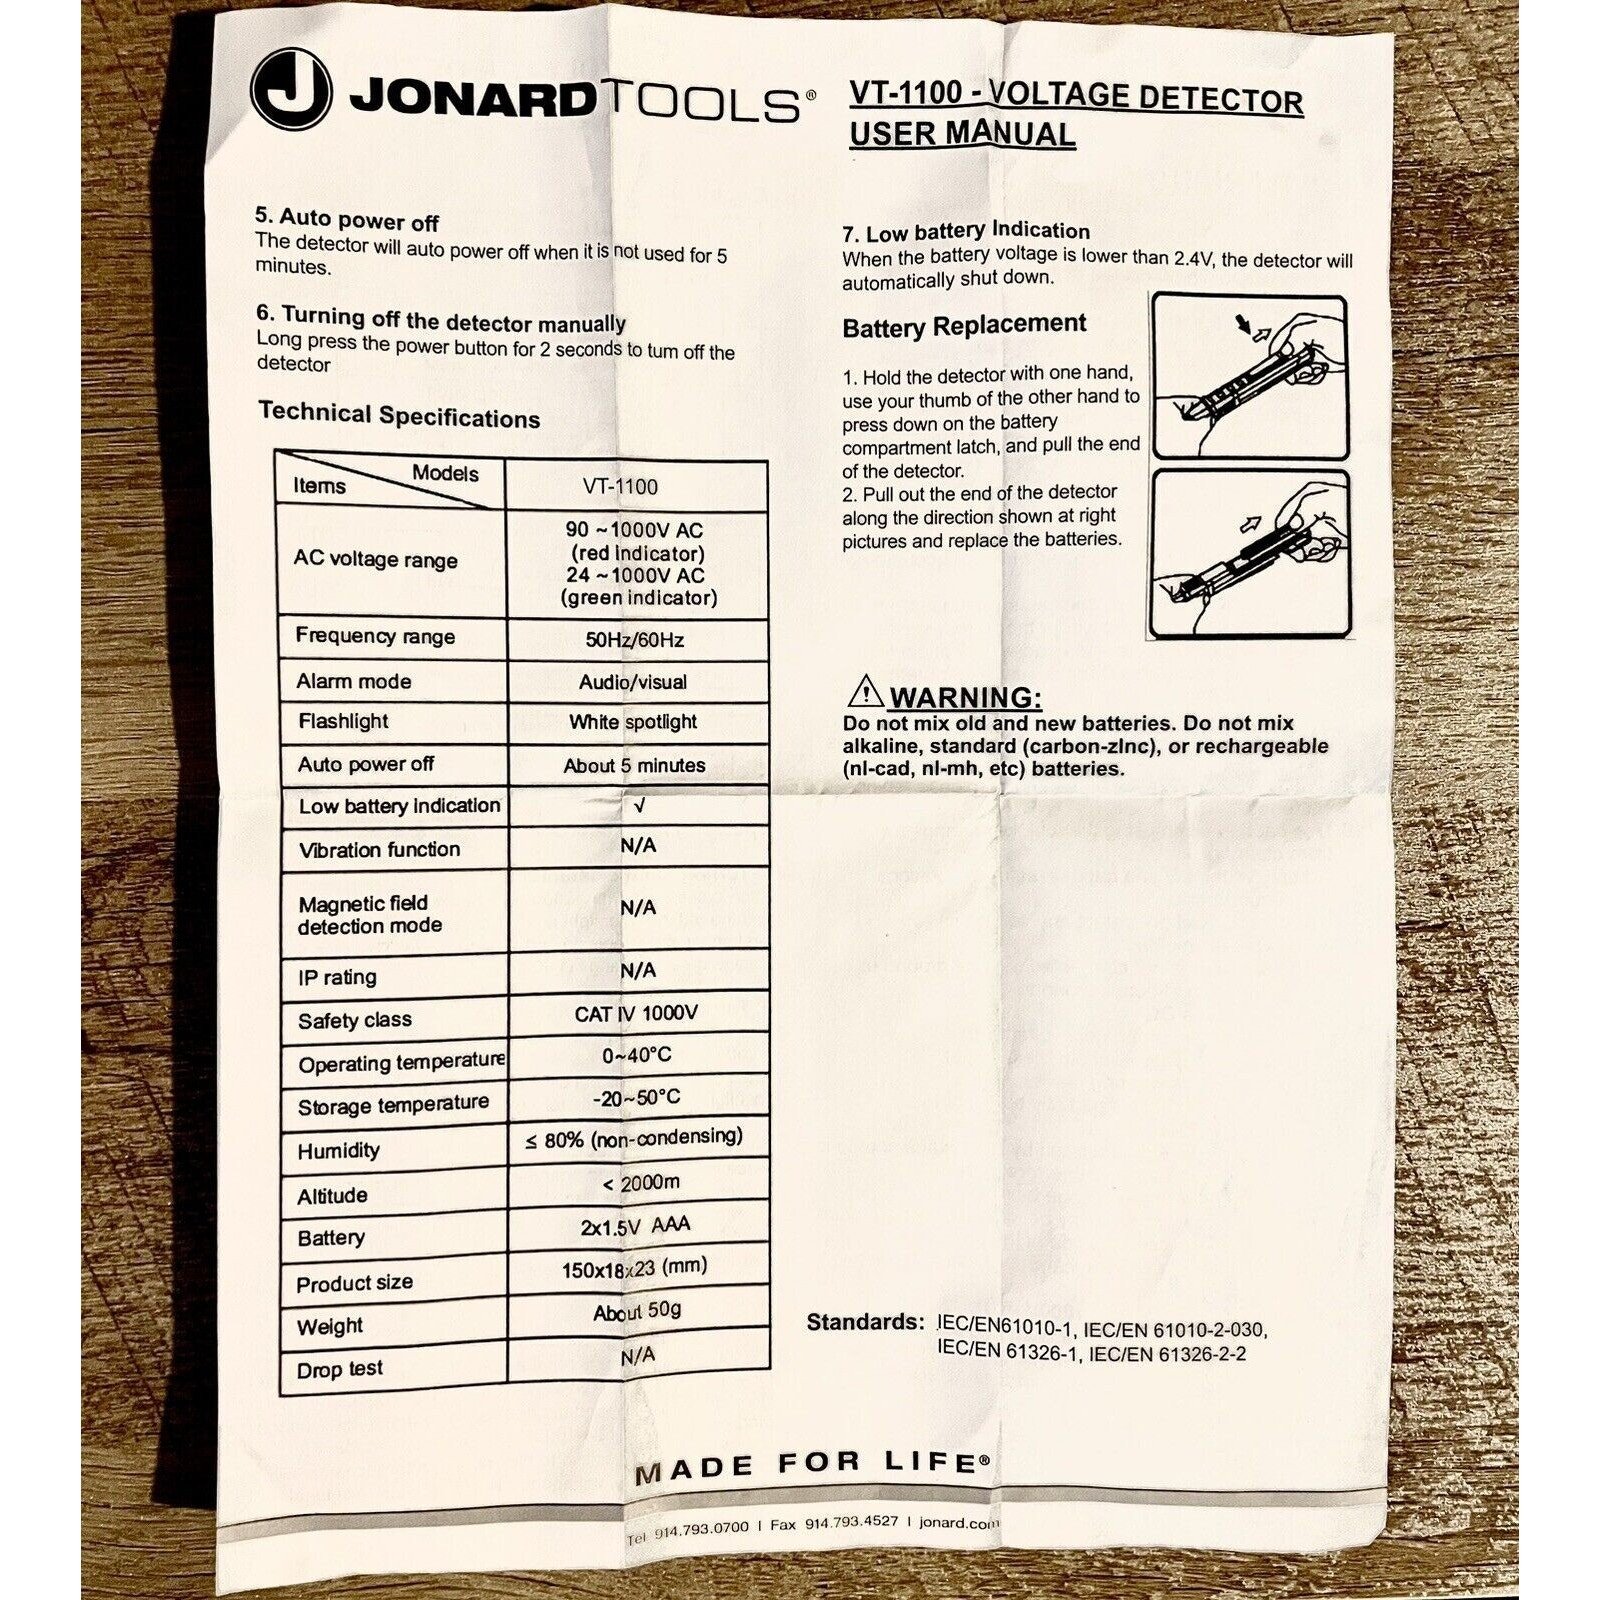 J JONARD TOOLS®
VT-1100 - VOLTAGE DETECTOR
USER MANUAL
5. Auto power off
The detector will auto power off when it is not used for 5
minutes.
6. Turning off the detector manually
Long press the power button for 2 seconds to turn off the
detector
Technical Specifications
Items Models VT-1100
AC voltage range
90 ~1000V AC
(red indicator)
24 ~1000V AC
(green indicator)
Frequency range 50Hz/60Hz
Alarm mode Audio/visual
Flashlight White spotlight
Auto power off About 5 minutes
Low battery indication √
Vibration function N/A
Magnetic field
detection mode
N/A
IP rating N/A
Safety class CAT IV 1000V
Operating temperature 0~40°C
Storage temperature -20~50°C
Humidity ≤ 80% (non-condensing)
Altitude < 2000m
Battery 2x1.5V AAA
Product size 150x18x23 (mm)
Weight About 50g
Drop test N/A
7. Low battery Indication
When the battery voltage is lower than 2.4V, the detector will
automatically shut down.
Battery Replacement
1. Hold the detector with one hand,
use your thumb of the other hand to
press down on the battery
compartment latch, and pull the end
of the detector.
2. Pull out the end of the detector
along the direction shown at right
pictures and replace the batteries.
WARNING:
Do not mix old and new batteries. Do not mix
alkaline, standard (carbon-zInc), or rechargeable
(nl-cad, nl-mh, etc) batteries.
Standards: IEC/EN61010-1, IEC/EN 61010-2-030,
IEC/EN 61326-1, IEC/EN 61326-2-2
MADE FOR LIFE®
Tel 914.793.0700 | Fax 914.793.4527 | jonard.com